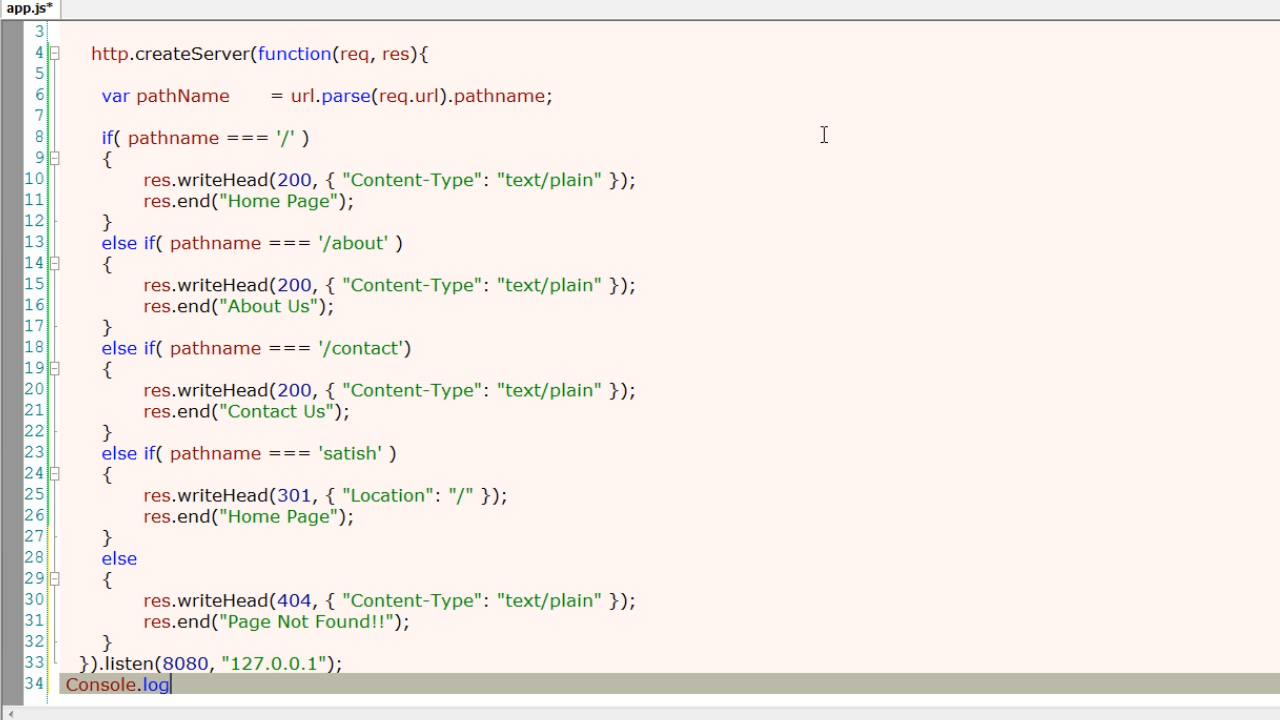 app.js*
3
4 http.createServer(function(req, res){
5
6 var pathName = url.parse(req.url).pathname;
7
8 if( pathname === '/' )
9 {
10 res.writeHead(200, { "Content-Type": "text/plain" });
11 res.end("Home Page");
12 }
13 else if( pathname === '/about' )
14 {
15 res.writeHead(200, { "Content-Type": "text/plain" });
16 res.end("About Us");
17 }
18 else if( pathname === '/contact')
19 {
20 res.writeHead(200, { "Content-Type": "text/plain" });
21 res.end("Contact Us");
22 }
23 else if( pathname === 'satish' )
24 {
25 res.writeHead(301, { "Location": "/" });
26 res.end("Home Page");
27 }
28 else
29 {
30 res.writeHead(404, { "Content-Type": "text/plain" });
31 res.end("Page Not Found!!");
32 }
33 }).listen(8080, "127.0.0.1");
34 Console.log